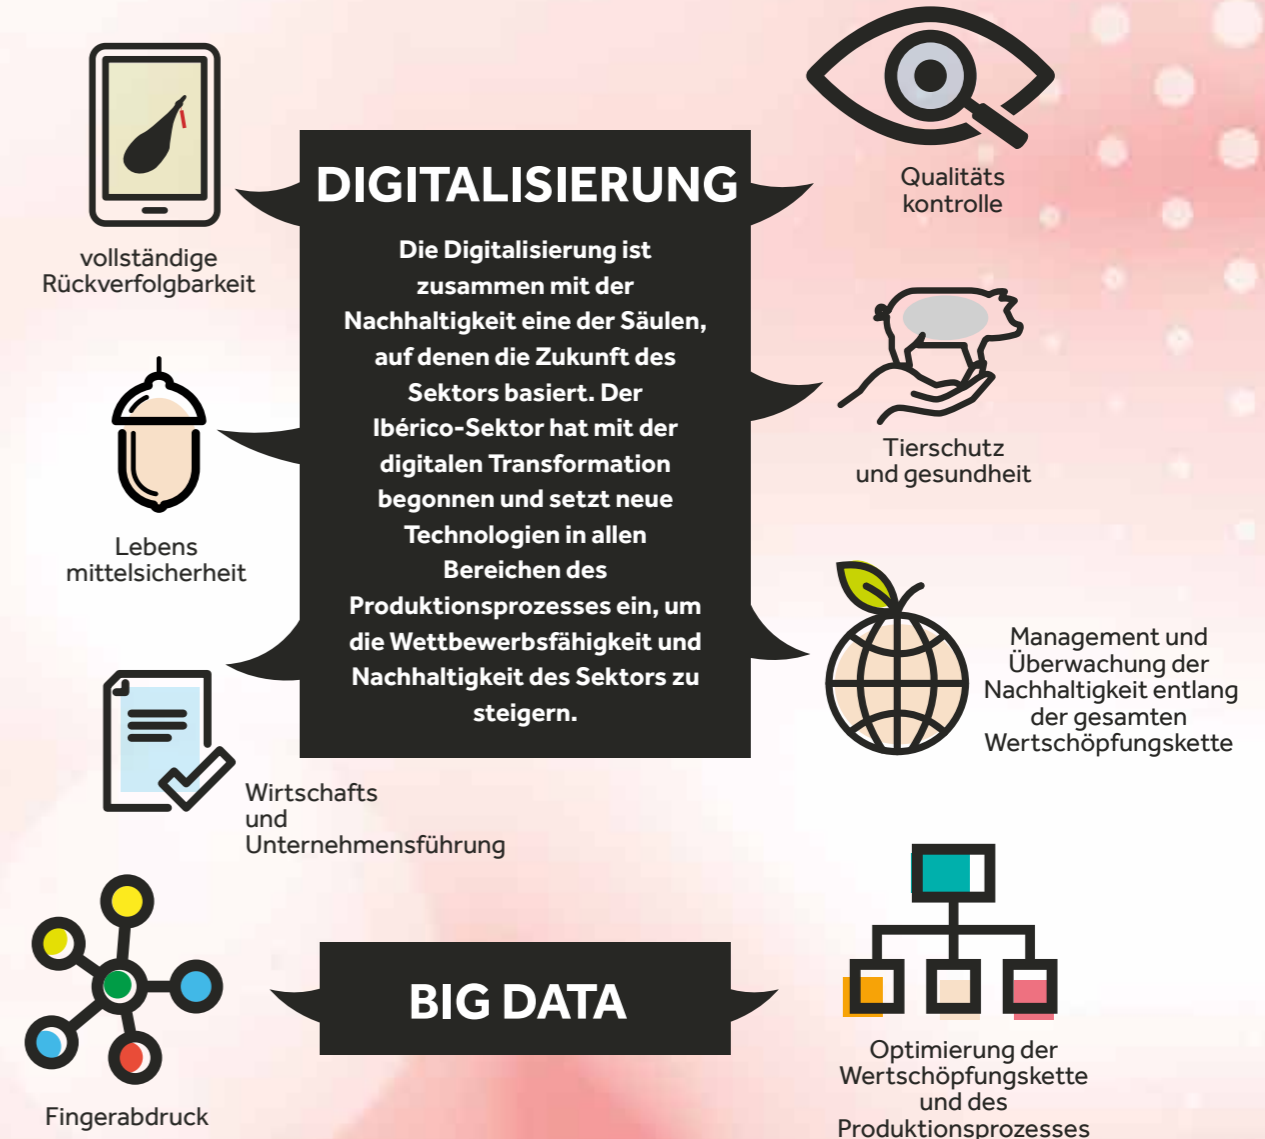 vollständige
Rückverfolgbarkeit
Lebens
mittelsicherheit
Wirtschafts
und
Unternehmensführung
DIGITALISIERUNG
Die Digitalisierung ist
zusammen mit der
Nachhaltigkeit eine der Säulen,
auf denen die Zukunft des
Sektors basiert. Der
Ibérico-Sektor hat mit der
digitalen Transformation
begonnen und setzt neue
Technologien in allen
Bereichen des
Produktionsprozesses ein, um
die Wettbewerbsfähigkeit und
Nachhaltigkeit des Sektors zu
steigern.
Qualitäts
kontrolle
Tierschutz
und gesundheit
Management und
Überwachung der
Nachhaltigkeit entlang
der gesamten
Wertschöpfungskette
Fingerabdruck
BIG DATA
Optimierung der
Wertschöpfungskette
und des
Produktionsprozesses